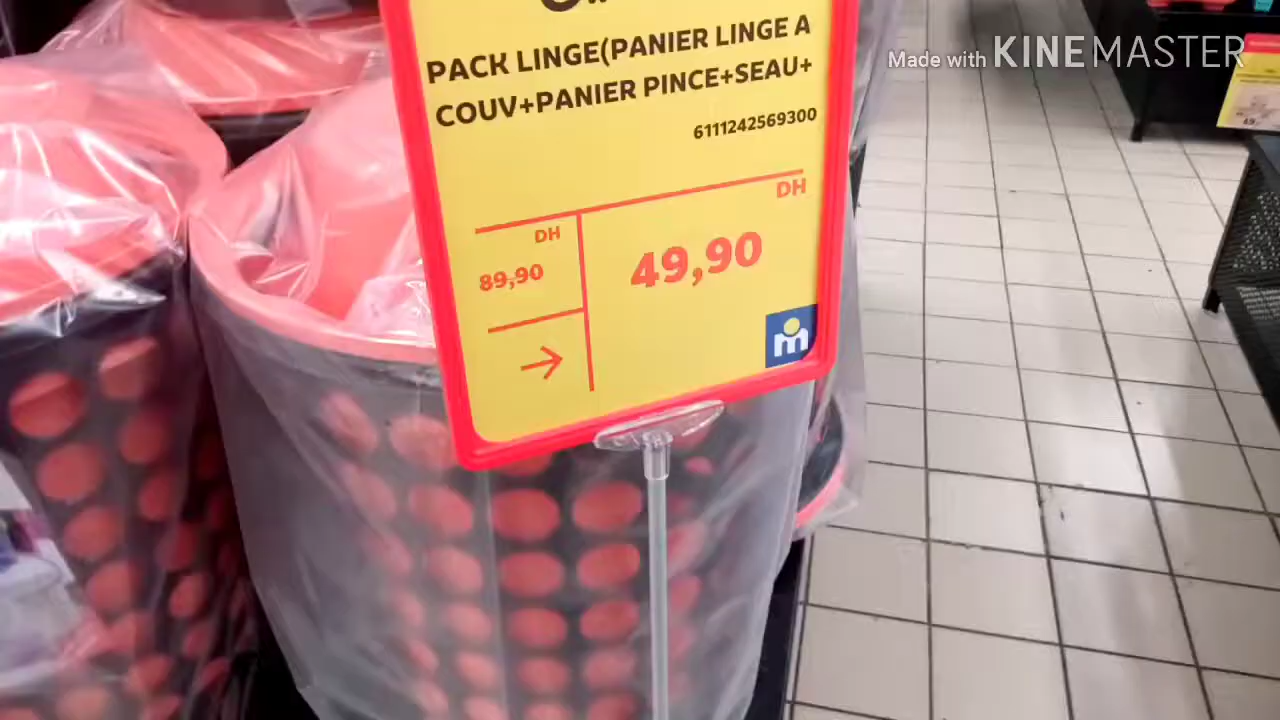 Made with KINEMASTER
PACK LINGE(PANIER LINGE A
COUV+PANIER PINCE+SEAU+
6111242569300
DH
DH
89,90
49,90
m